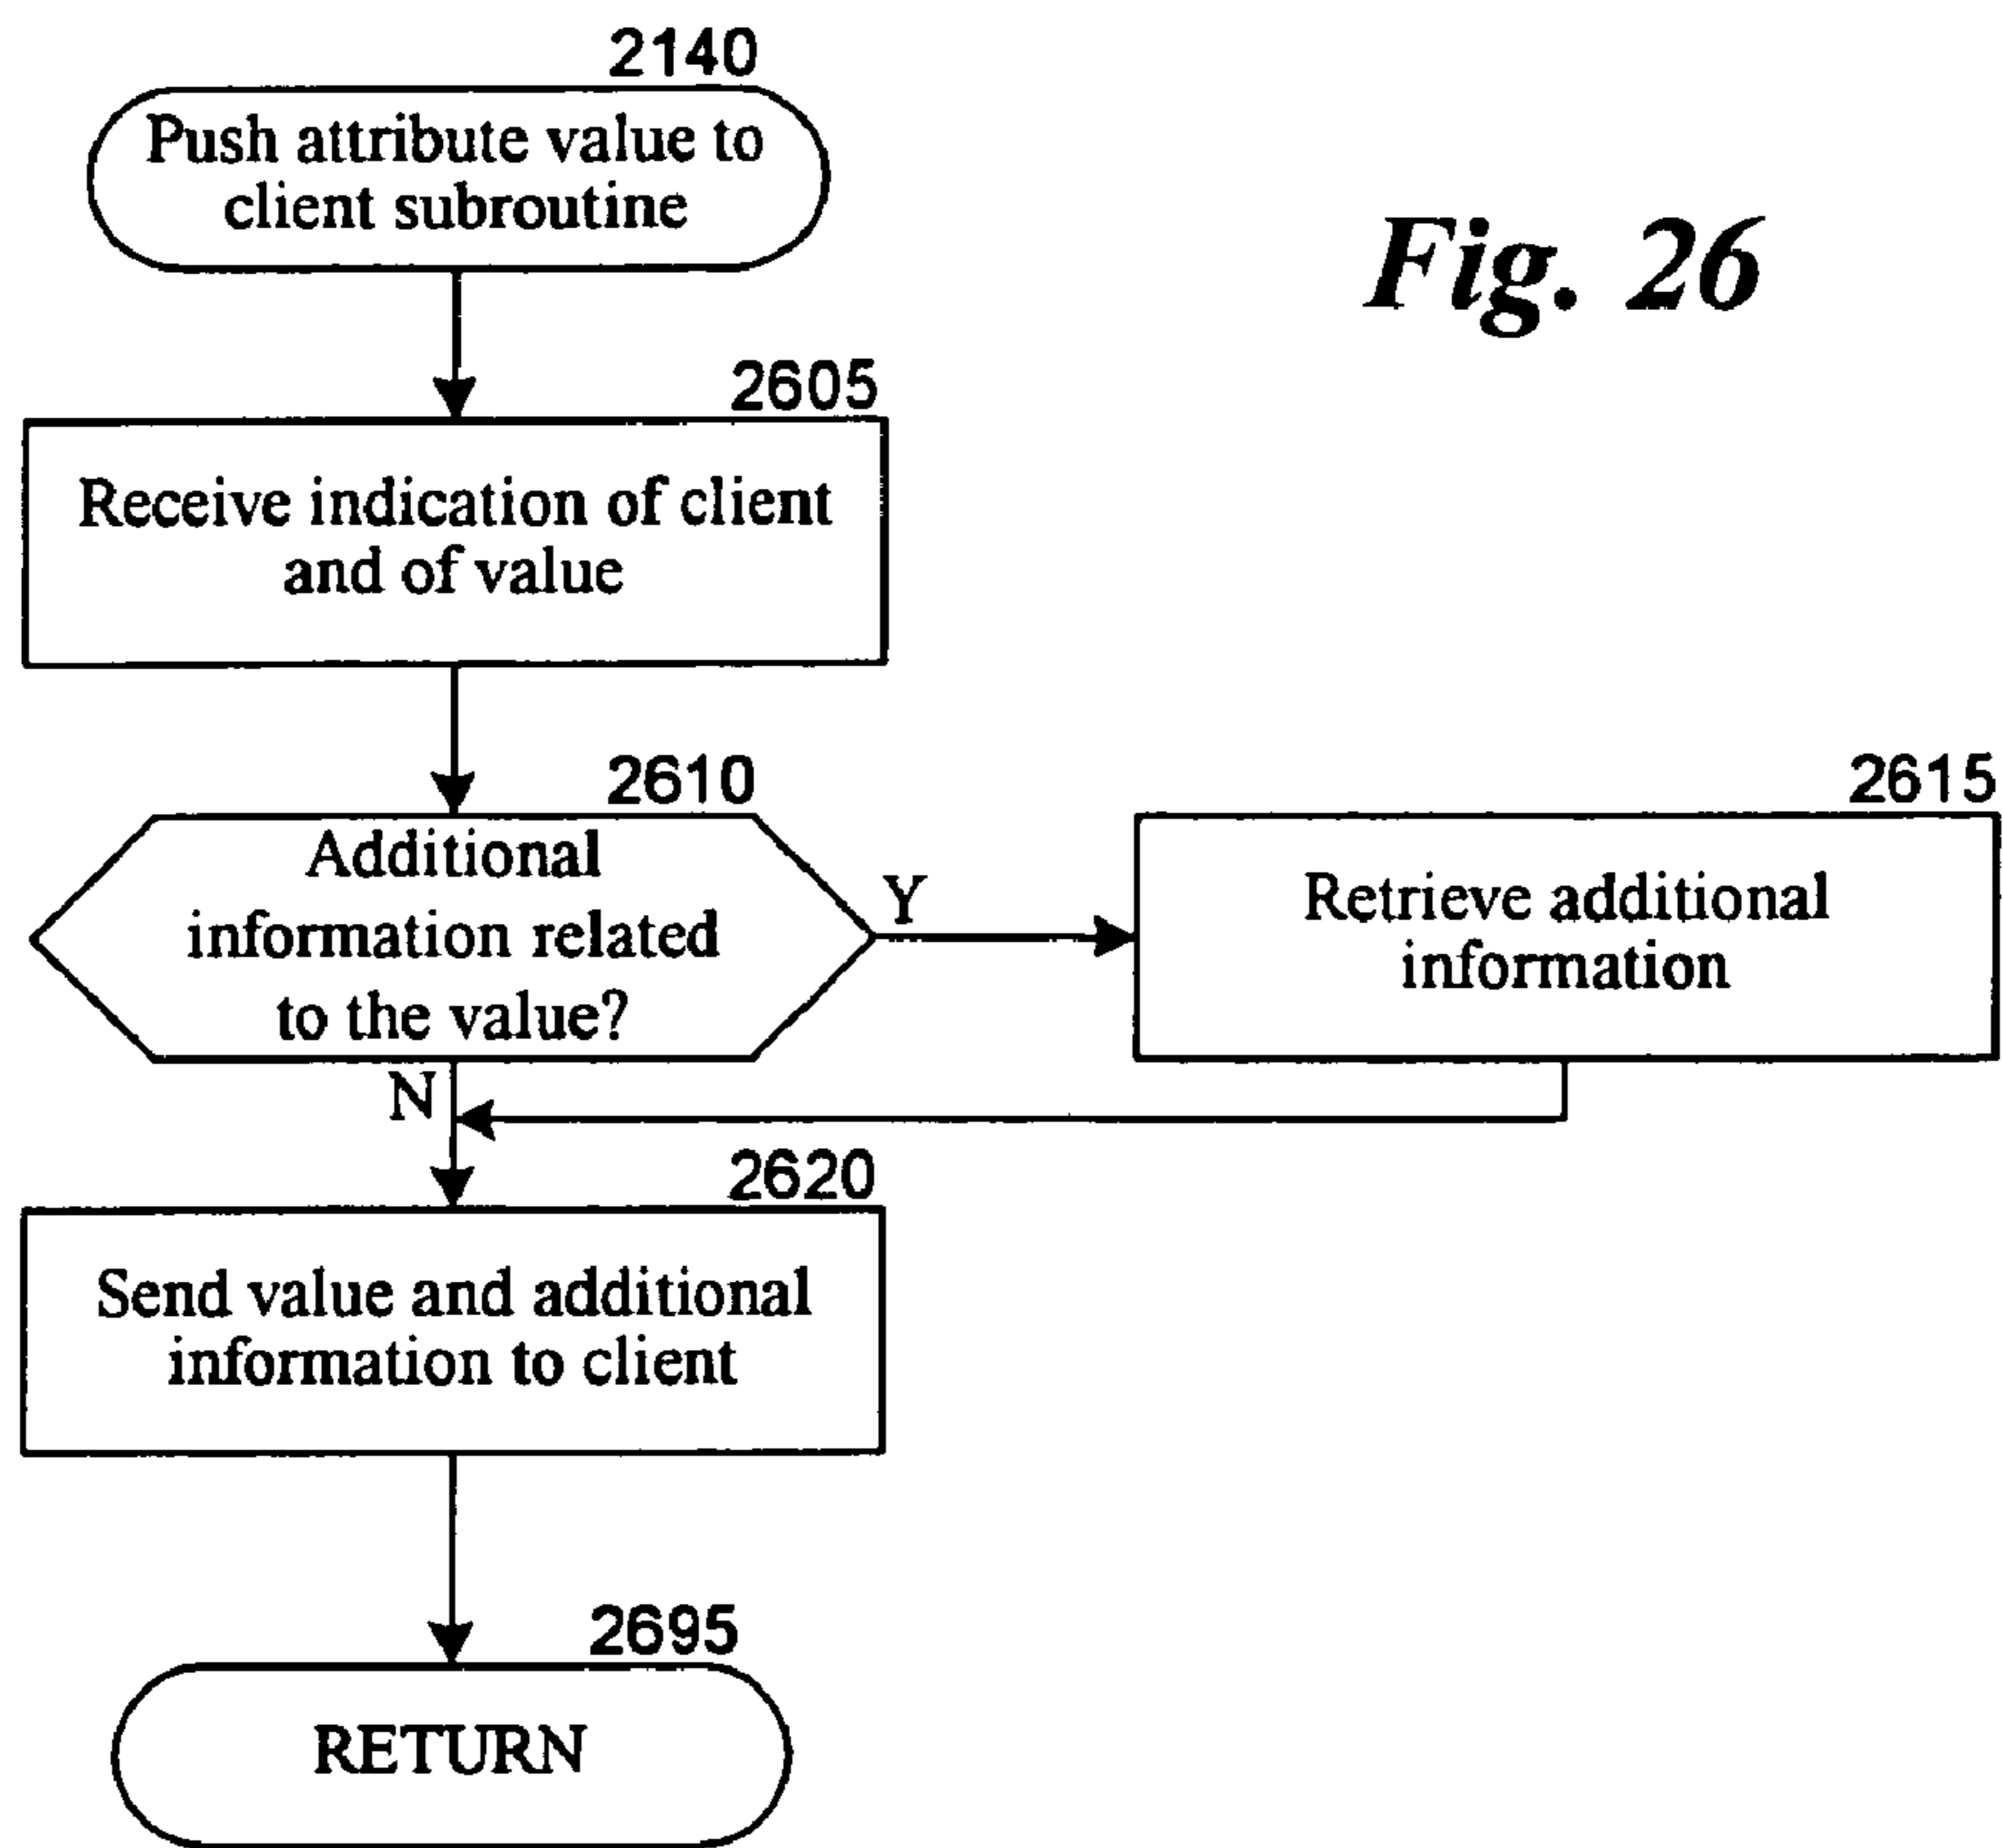 2140
Push attribute value to
client subroutine
Fig. 26
2605
Receive indication of client
and of value
2610
Additional
information related
to the value?
Y
2615
Retrieve additional
information
N
2620
Send value and additional
information to client
2695
RETURN